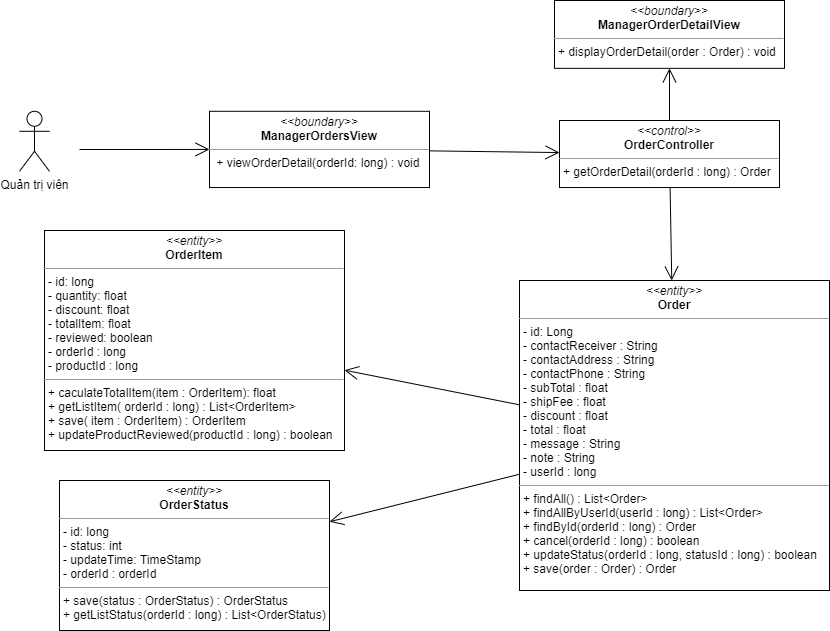 <<boundary>>
ManagerOrderDetailView
+ displayOrderDetail(order : Order) : void
<<boundary>>
ManagerOrdersView
+ viewOrderDetail(orderId: long) : void
<<control>>
OrderController
+ getOrderDetail(orderId : long) : Order
Quản trị viên
<<entity>>
OrderItem
- id: long
- quantity: float
- discount: float
- totalItem: float
- reviewed: boolean
- orderId : long
- productId : long
+ caculateTotalItem(item : OrderItem): float
+ getListItem( orderId : long) : List<OrderItem>
+ save( item : OrderItem) : OrderItem
+ updateProductReviewed(productId : long) : boolean
<<entity>>
Order
- id: Long
- contactReceiver : String
- contactAddress : String
- contactPhone : String
- subTotal : float
- shipFee : float
- discount : float
- total : float
- message : String
- note : String
- userId : long
+ findAll() : List<Order>
+ findAllByUserId(userId : long) : List<Order>
+ findById(orderId : long) : Order
+ cancel(orderId : long) : boolean
+ updateStatus(orderId : long, statusId : long) : boolean
+ save(order : Order) : Order
<<entity>>
OrderStatus
- id: long
- status: int
- updateTime: TimeStamp
- orderId : orderId
+ save(status : OrderStatus) : OrderStatus
+ getListStatus(orderId : long) : List<OrderStatus)